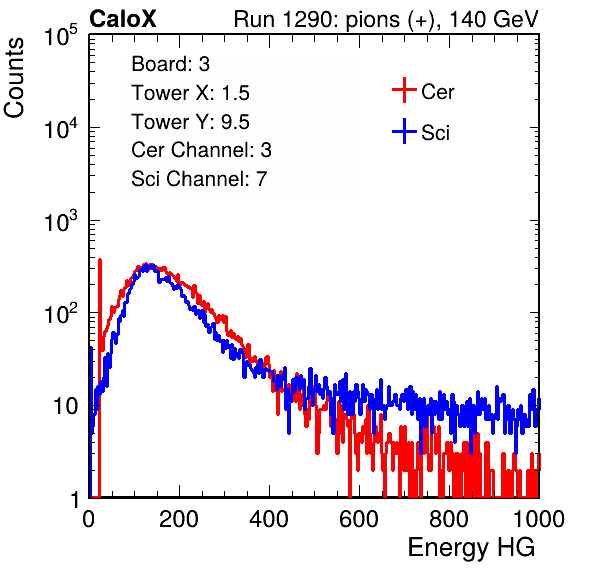 CaloX Run 1290: pions (+), 140 GeV
Counts
10^5
10^4
10^3
10^2
10
1
Board: 3
Tower X: 1.5
Tower Y: 9.5
Cer Channel: 3
Sci Channel: 7
Cer
Sci
0 200 400 600 800 1000
Energy HG